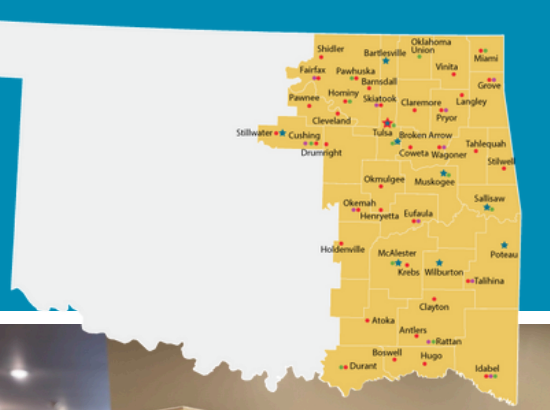 Oklahoma
Union
Shidler
Bartlesville
Miami
Vinita
Fairfax
Pawhuska
Barnsdall
Grove
Hominy
Skiatook
Langley
Pawnee
Claremore
Pryor
Cleveland
Stillwater
Cushing
Tulsa
Broken Arrow
Drumright
Coweta
Wagoner
Tahlequah
Stilwell
Okmulgee
Muskogee
Sallisaw
Okemah
Henryetta
Eufaula
Holdenville
McAlester
Poteau
Krebs
Wilburton
Talihina
Clayton
Atoka
Antlers
Rattan
Boswell
Hugo
Durant
Idabel